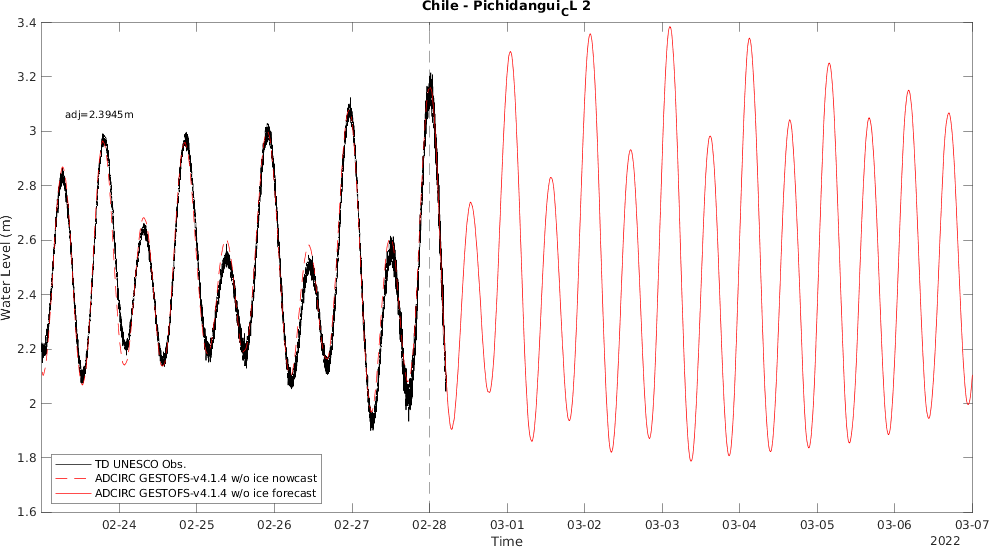 Chile - PichidanguiCL 2
adj=2.3945m
Water Level (m)
3.4
3.2
3
2.8
2.6
2.4
2.2
2
1.8
1.6
TD UNESCO Obs.
ADCIRC GESTOFS-v4.1.4 w/o ice nowcast
ADCIRC GESTOFS-v4.1.4 w/o ice forecast
02-24 02-25 02-26 02-27 02-28 03-01 03-02 03-03 03-04 03-05 03-06 03-07
Time
2022